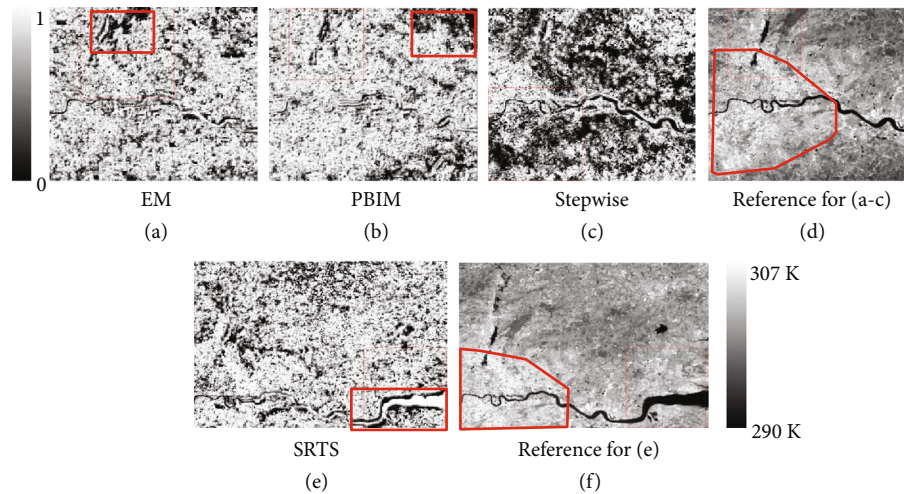 1
0
EM
PBIM
Stepwise
Reference for (a-c)
(a)
(b)
(c)
(d)
307 K
290 K
SRTS
Reference for (e)
(e)
(f)